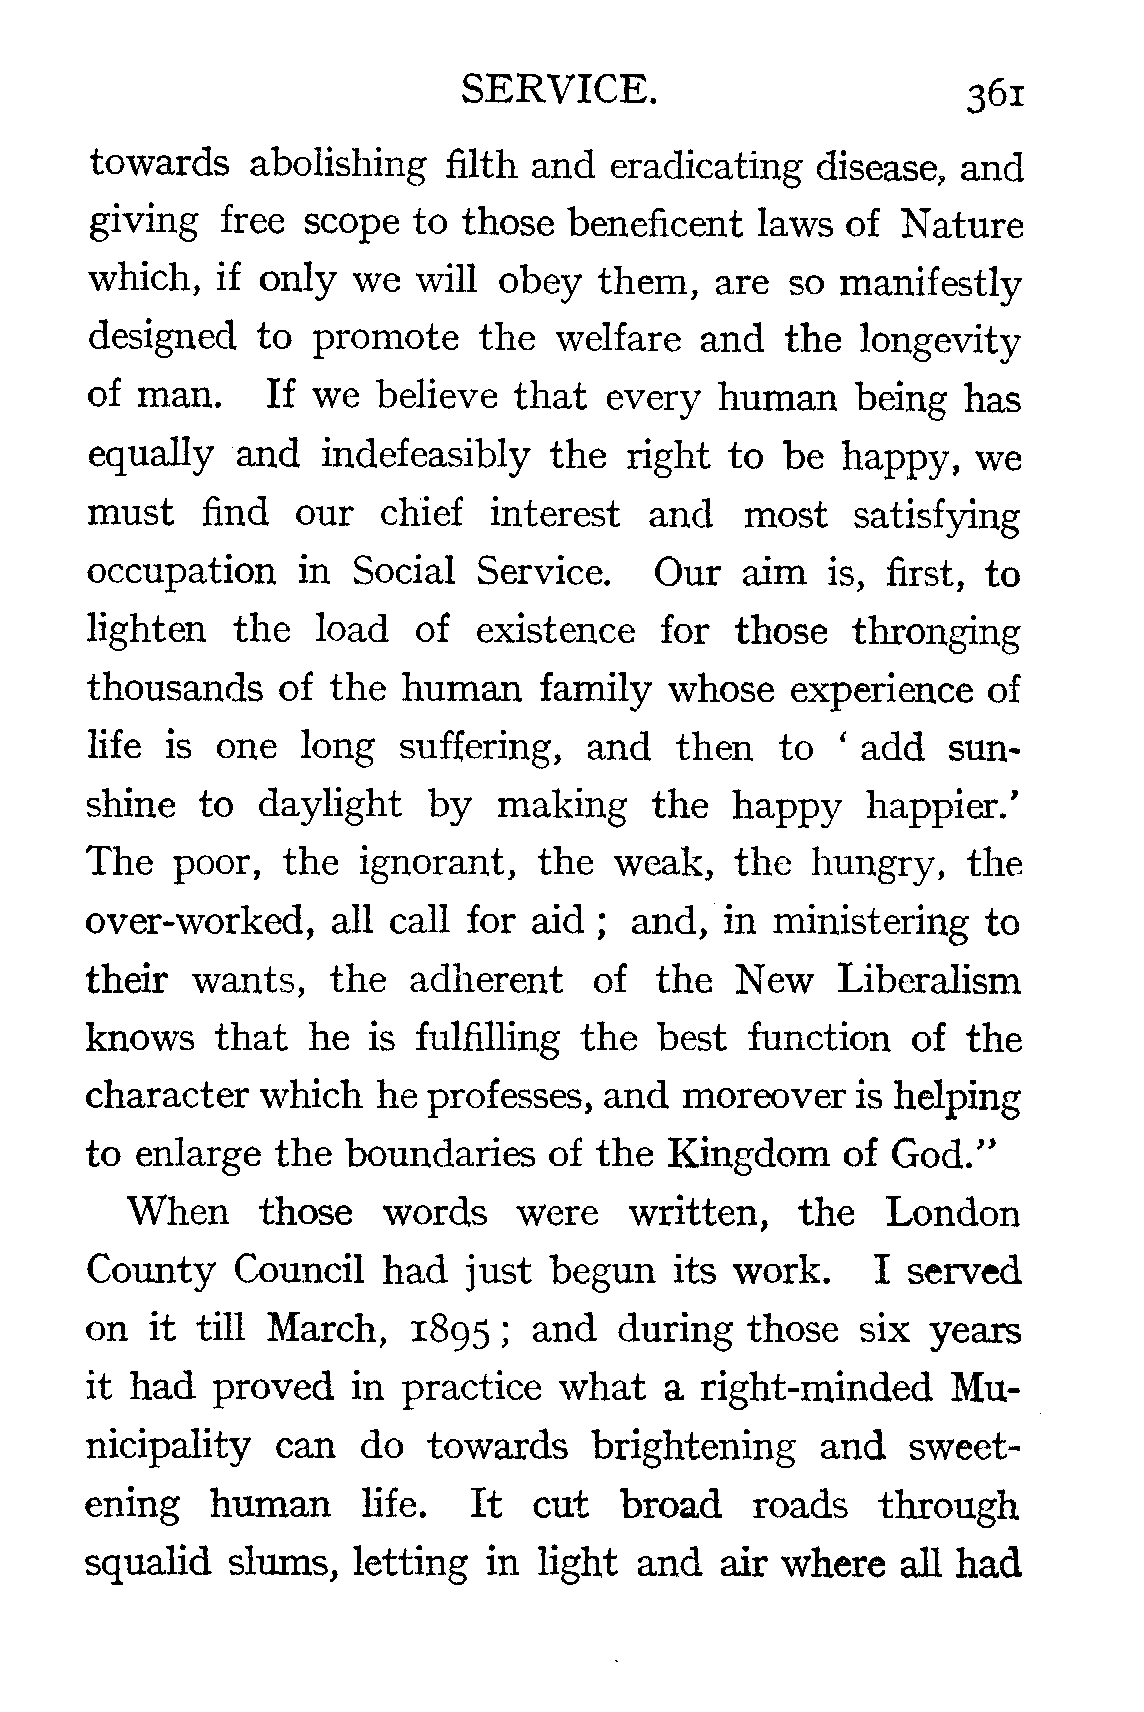 SERVICE. 361
towards abolishing filth and eradicating disease, and
giving free scope to those beneficent laws of Nature
which, if only we will obey them, are so manifestly
designed to promote the welfare and the longevity
of man. If we believe that every human being has
equally and indefeasibly the right to be happy, we
must find our chief interest and most satisfying
occupation in Social Service. Our aim is, first, to
lighten the load of existence for those thronging
thousands of the human family whose experience of
life is one long suffering, and then to ‘ add sun-
shine to daylight by making the happy happier.’
The poor, the ignorant, the weak, the hungry, the
over-worked, all call for aid ; and, in ministering to
their wants, the adherent of the New Liberalism
knows that he is fulfilling the best function of the
character which he professes, and moreover is helping
to enlarge the boundaries of the Kingdom of God.”
When those words were written, the London
County Council had just begun its work. I served
on it till March, 1895 ; and during those six years
it had proved in practice what a right-minded Mu-
nicipality can do towards brightening and sweet-
ening human life. It cut broad roads through
squalid slums, letting in light and air where all had